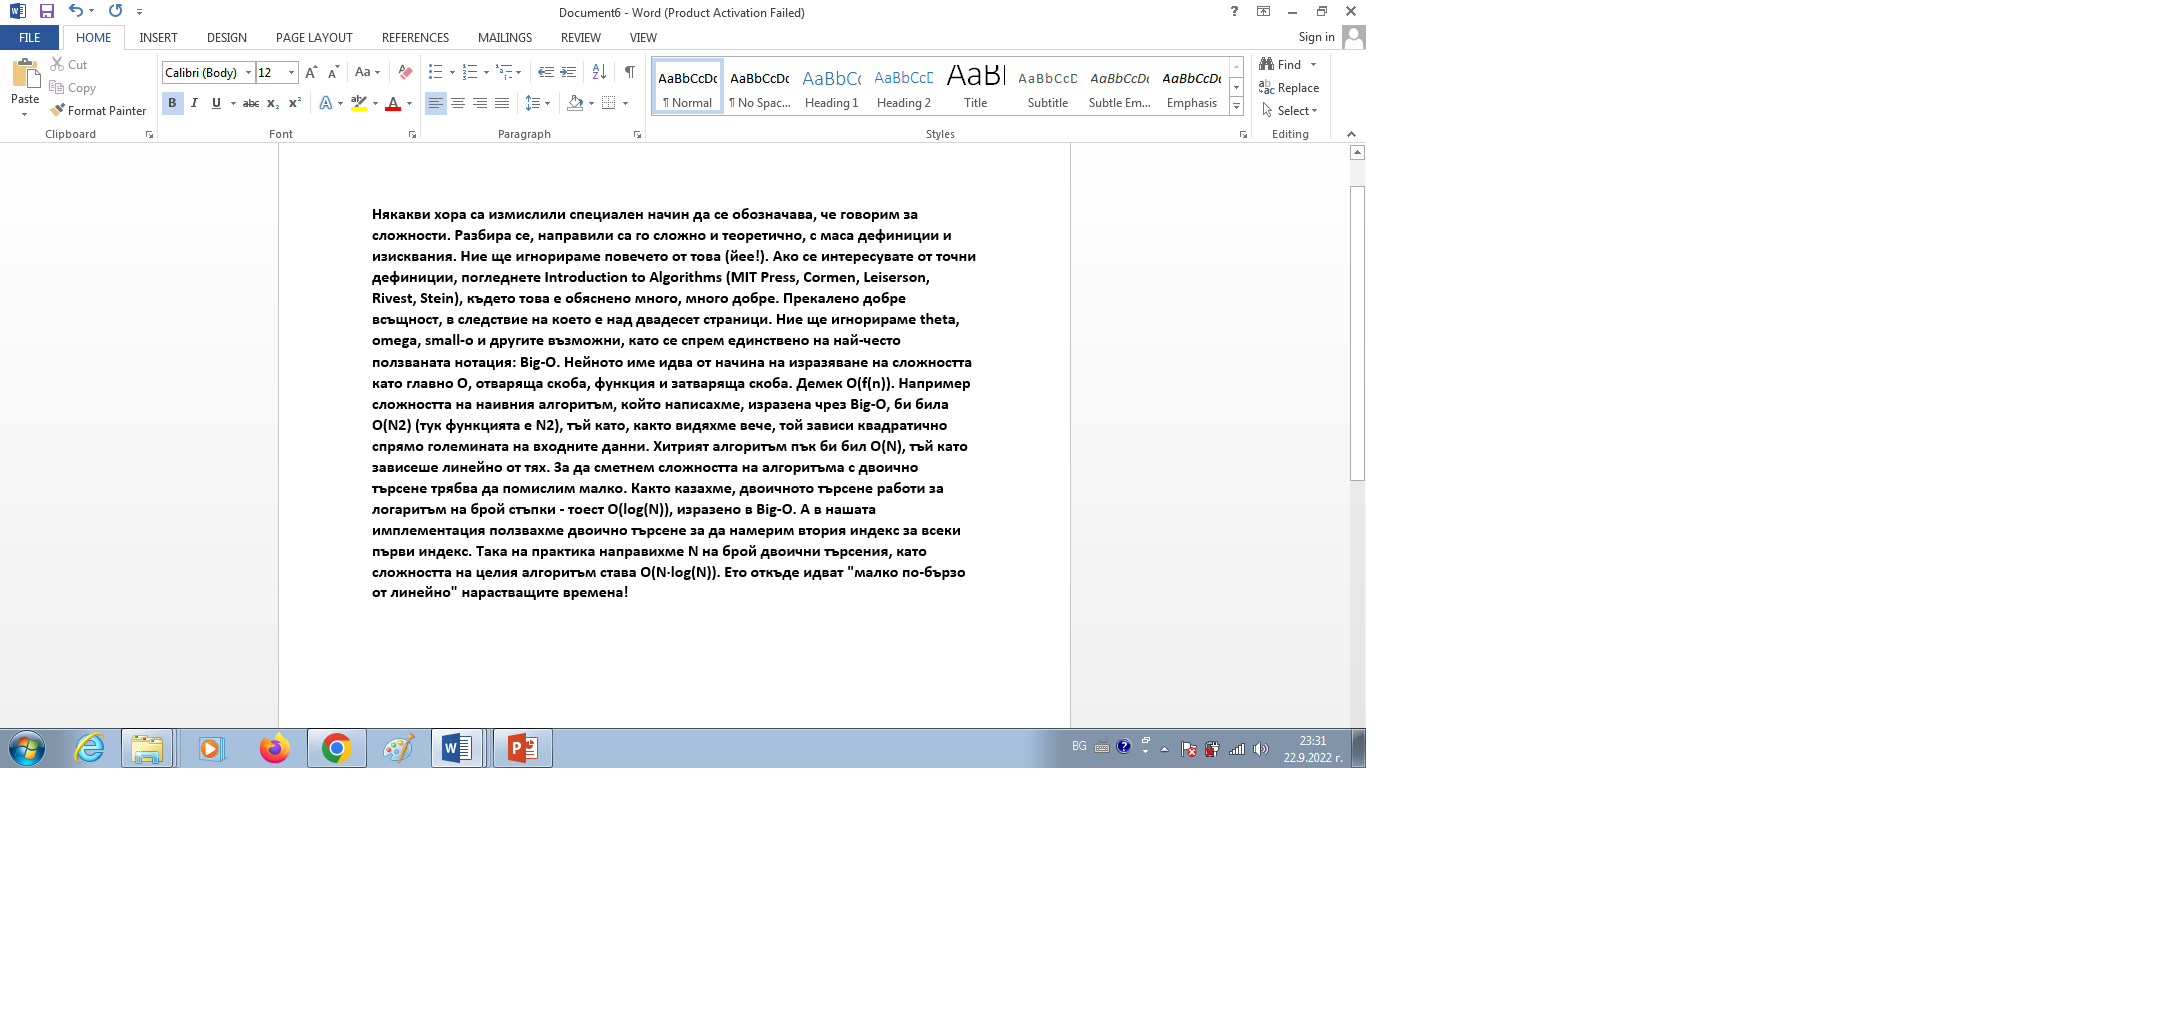 Document6 - Word (Product Activation Failed)
FILE HOME INSERT DESIGN PAGE LAYOUT REFERENCES MAILINGS REVIEW VIEW Sign in
Paste
Cut
Copy
Format Painter
Clipboard
Calibri (Body) 12
Font
Paragraph
AaBbCcDc AaBbCcDc AaBbCc AaBbCcD AaBl AaBbCcD AaBbCcDc AaBbCcDc
¶ Normal ¶ No Spac... Heading 1 Heading 2 Title Subtitle Subtle Em... Emphasis
Styles
Find
Replace
Select
Editing
Някакви хора са измислили специален начин да се обозначава, че говорим за
сложности. Разбира се, направили са го сложно и теоретично, с маса дефиниции и
изисквания. Ние ще игнорираме повечето от това (йее!). Ако се интересувате от точни
дефиниции, погледнете Introduction to Algorithms (MIT Press, Cormen, Leiserson,
Rivest, Stein), където това е обяснено много, много добре. Прекалено добре
всъщност, в следствие на което е над двадесет страници. Ние ще игнорираме theta,
omega, small-o и другите възможни, като се спрем единствено на най-често
ползваната нотация: Big-O. Нейното име идва от начина на изразяване на сложността
като главно О, отваряща скоба, функция и затваряща скоба. Демек O(f(n)). Например
сложността на наивния алгоритъм, който написахме, изразена чрез Big-O, би била
O(N2) (тук функцията е N2), тъй като, както видяхме вече, той зависи квадратично
спрямо големината на входните данни. Хитрият алгоритъм пък би бил O(N), тъй като
зависеше линейно от тях. За да сметнем сложността на алгоритъма с двоично
търсене трябва да помислим малко. Както казахме, двоичното търсене работи за
логаритъм на брой стъпки - тоест O(log(N)), изразено в Big-O. А в нашата
имплементация ползвахме двоично търсене за да намерим втория индекс за всеки
първи индекс. Така на практика направихме N на брой двоични търсения, като
сложността на целия алгоритъм става O(N∙log(N)). Ето откъде идват "малко по-бързо
от линейно" нарастващите времена!
BG
23:31
22.9.2022 г.